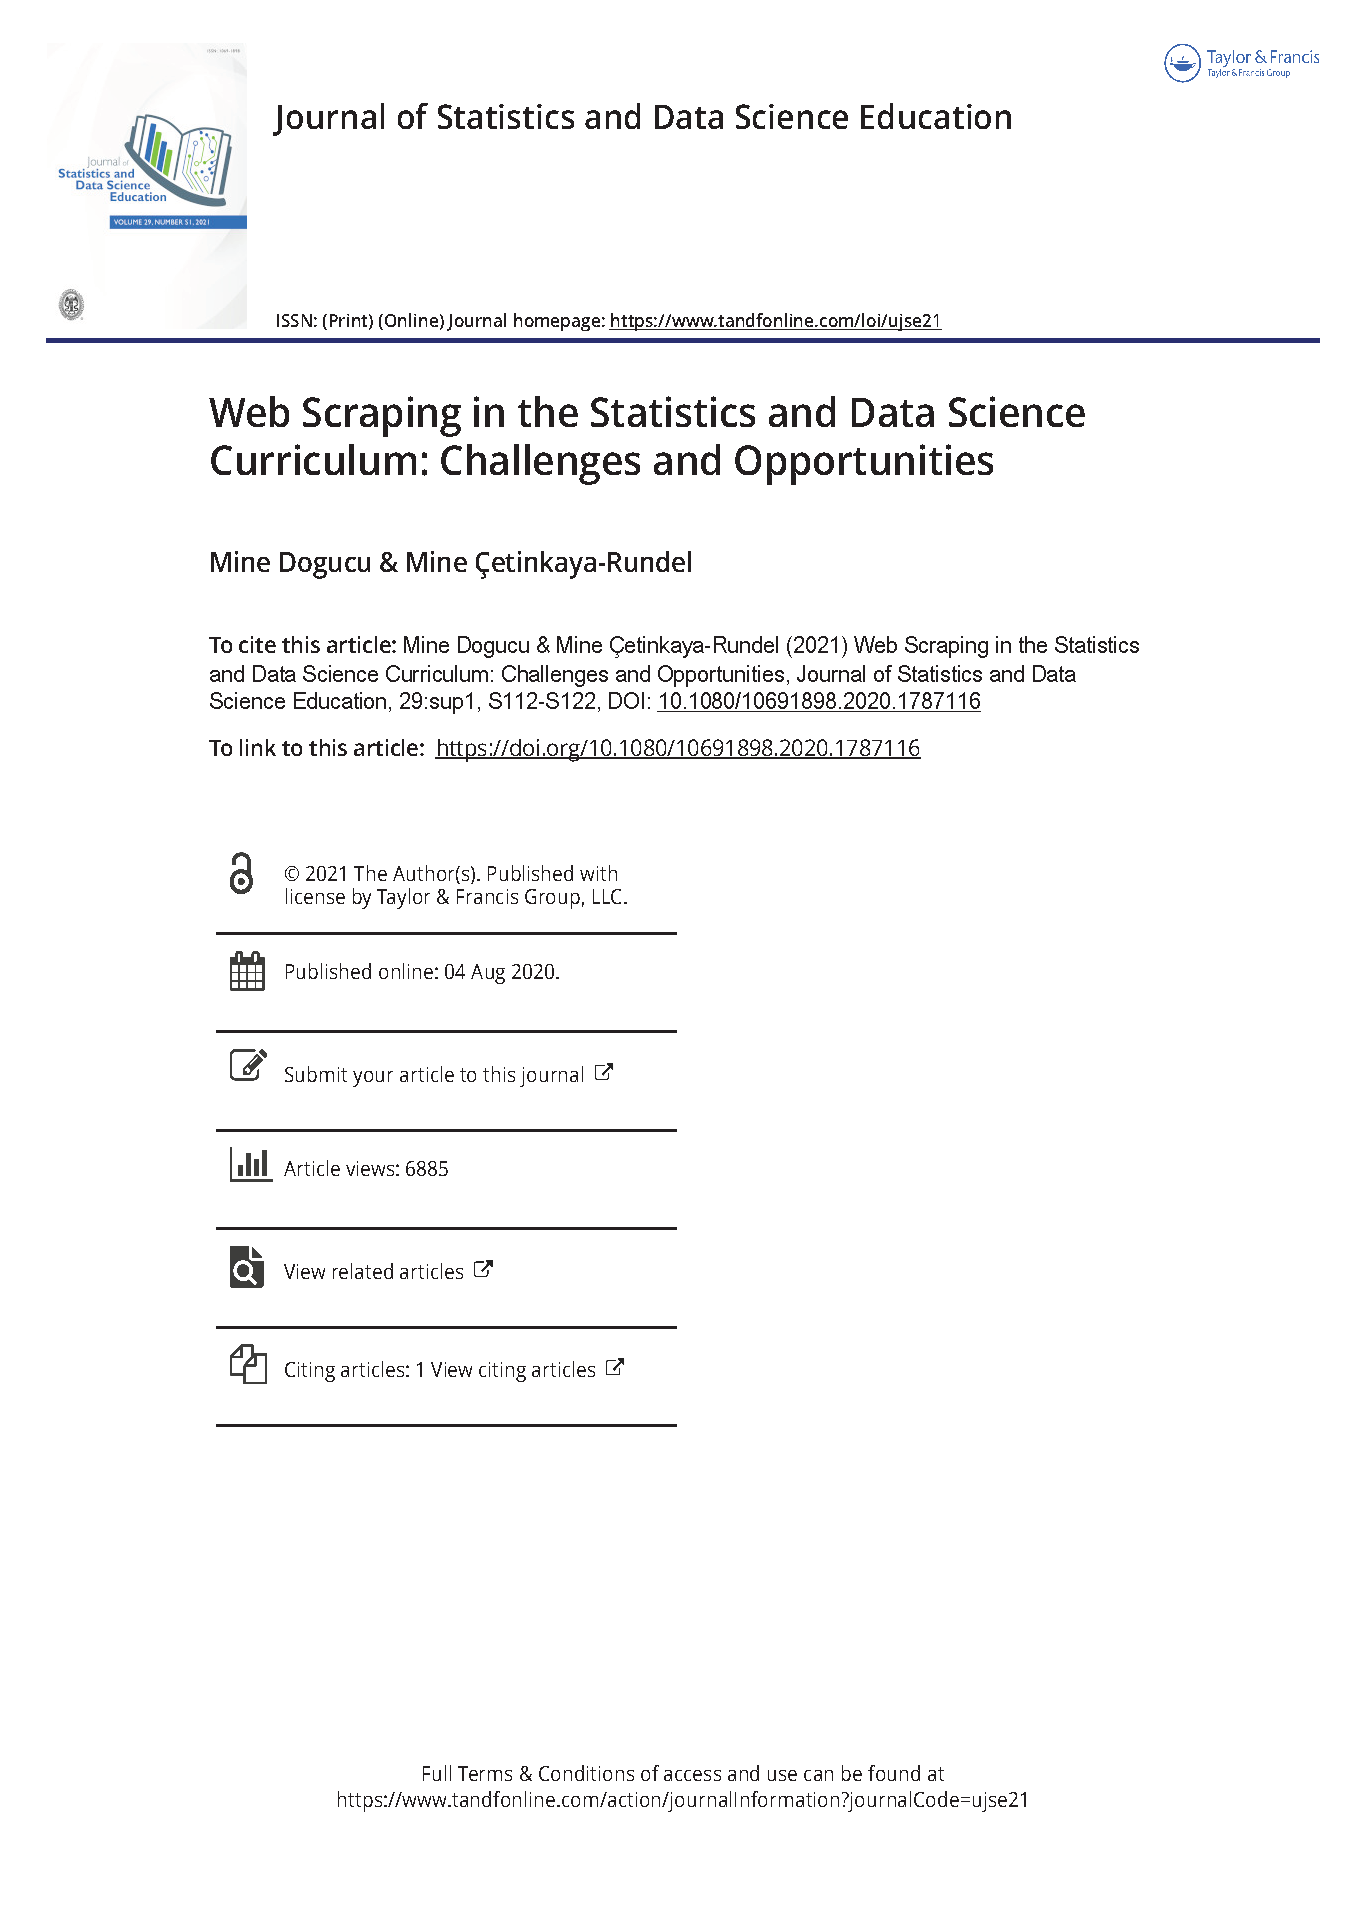 ISSN: 1069-1898
Taylor & Francis
Taylor & Francis Group
Journal of Statistics and Data Science Education
Journal of
Statistics and
Data Science
Education
VOLUME 29, NUMBER S1, 2021
ISSN: (Print) (Online) Journal homepage: https://www.tandfonline.com/loi/ujse21
Web Scraping in the Statistics and Data Science
Curriculum: Challenges and Opportunities
Mine Dogucu & Mine Çetinkaya-Rundel
To cite this article: Mine Dogucu & Mine Çetinkaya-Rundel (2021) Web Scraping in the Statistics
and Data Science Curriculum: Challenges and Opportunities, Journal of Statistics and Data
Science Education, 29:sup1, S112-S122, DOI: 10.1080/10691898.2020.1787116
To link to this article: https://doi.org/10.1080/10691898.2020.1787116
© 2021 The Author(s). Published with
license by Taylor & Francis Group, LLC.
Published online: 04 Aug 2020.
Submit your article to this journal
Article views: 6885
View related articles
Citing articles: 1 View citing articles
Full Terms & Conditions of access and use can be found at
https://www.tandfonline.com/action/journalInformation?journalCode=ujse21